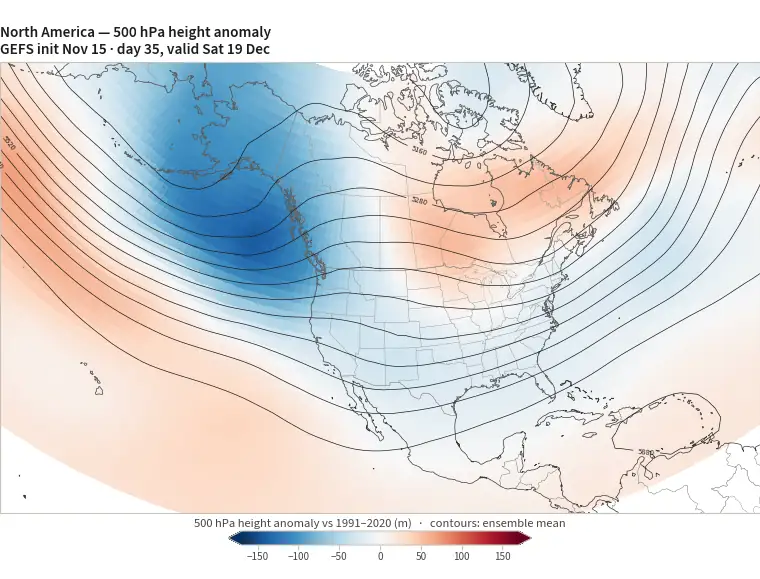 North America — 500 hPa height anomaly
GEFS init Nov 15 · day 35, valid Sat 19 Dec
5520
5160
5280
5880
500 hPa height anomaly vs 1991–2020 (m) · contours: ensemble mean
−150 −100 −50 0 50 100 150